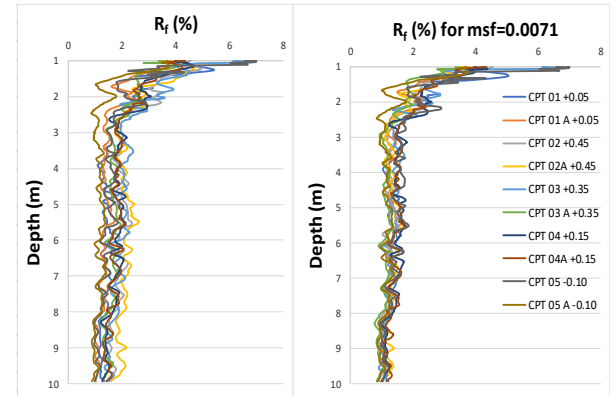 R_f (%)
0 2 4 6 8
1
2
3
4
5
6
7
8
9
10
Depth (m)
R_f (%) for msf=0.0071
0 2 4 6 8
1
2
3
4
5
6
7
8
9
10
Depth (m)
CPT 01 +0.05
CPT 01 A +0.05
CPT 02 +0.45
CPT 02A +0.45
CPT 03 +0.35
CPT 03 A +0.35
CPT 04 +0.15
CPT 04A +0.15
CPT 05 -0.10
CPT 05 A -0.10